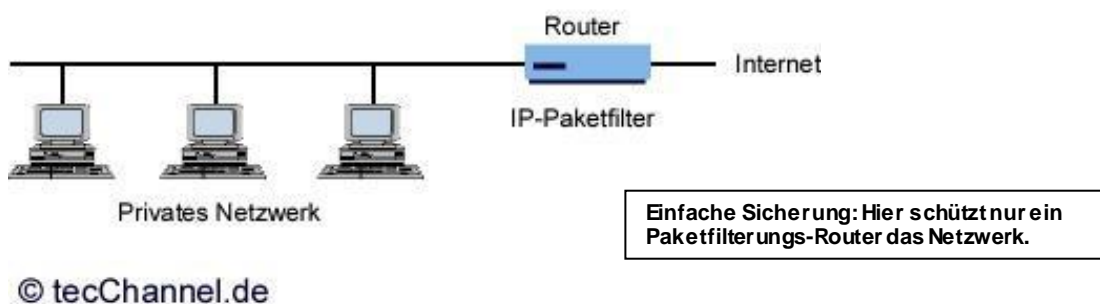 Router
Internet
IP-Paketfilter
Privates Netzwerk
Einfache Sicherung: Hier schützt nur ein
Paketfilterungs-Router das Netzwerk.
© tecChannel.de